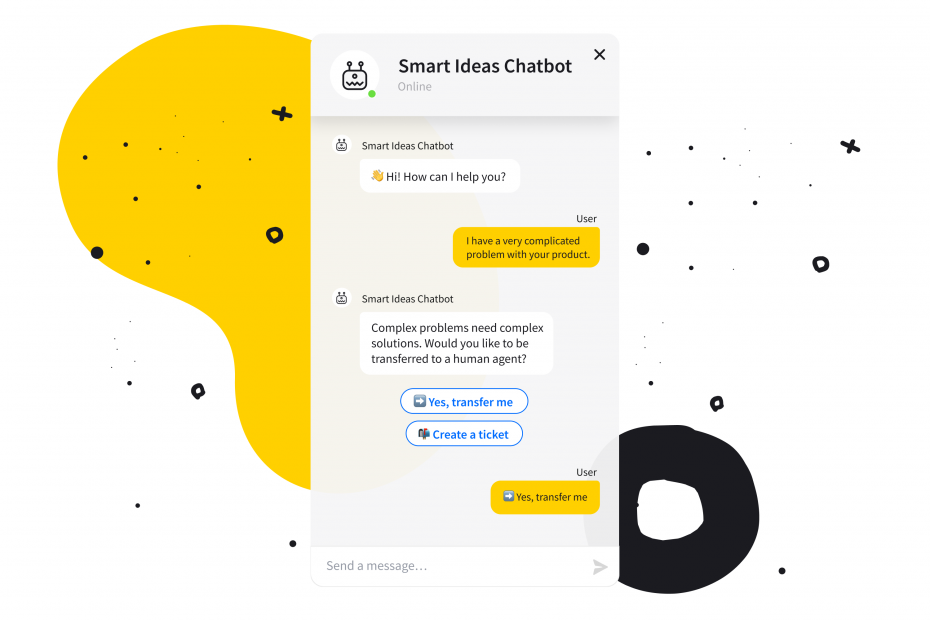 Smart Ideas Chatbot
Online
Smart Ideas Chatbot
👋 Hi! How can I help you?
User
I have a very complicated
problem with your product.
Smart Ideas Chatbot
Complex problems need complex
solutions. Would you like to be
transferred to a human agent?
➡️ Yes, transfer me
📬 Create a ticket
User
➡️ Yes, transfer me
Send a message...